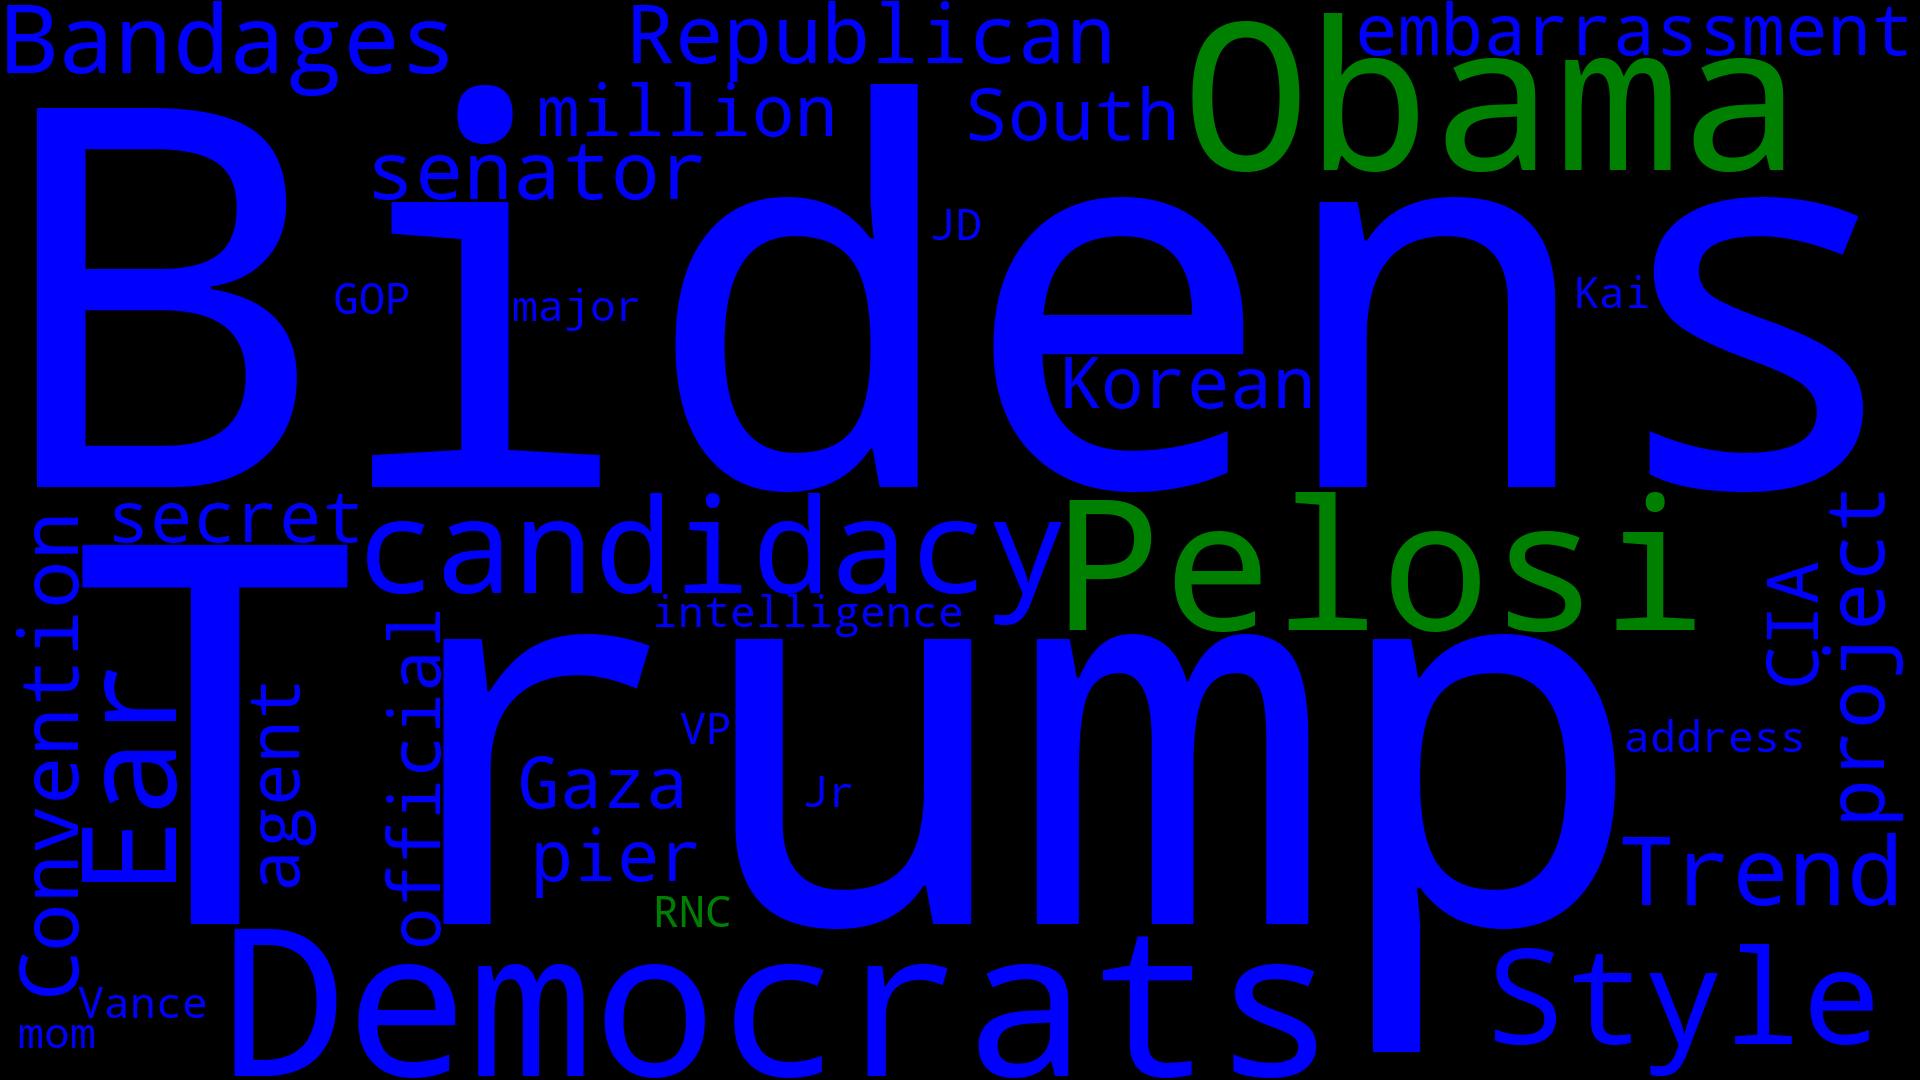 Bandages
Republican
Obama
embarrassment
million
South
senator
Bidens
JD
GOP
major
Kai
Korean
secret
candidacy
Pelosi
intelligence
Convention
Ear
Trump
agent
official
CIA
project
VP
address
Gaza
Jr
pier
Trend
RNC
Democrats
Style
Vance
mom